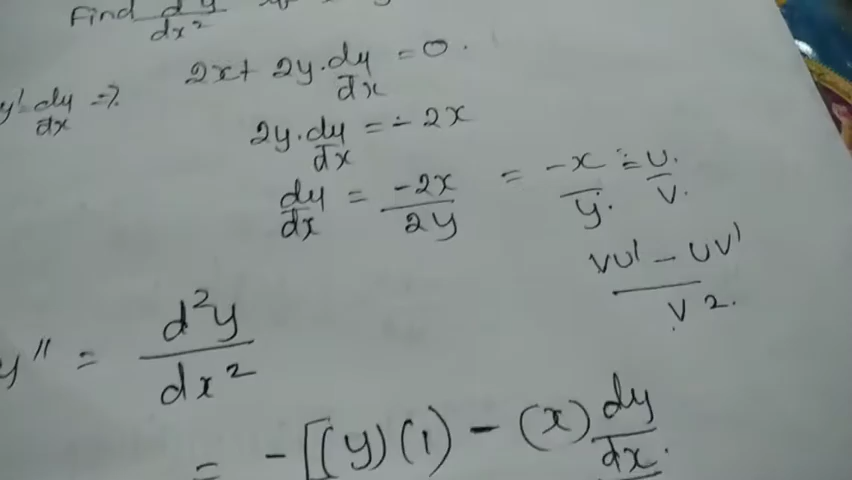 Find d y / dx²
2x + 2y.dy/dx = 0.
y' dy/dx =>
2y.dy/dx = - 2x
dy/dx = -2x/2y = -x/y. = U./V.
VU' - UV' / V2.
y'' = d²y/dx²
= -[(y)(1) - (x) dy/dx.